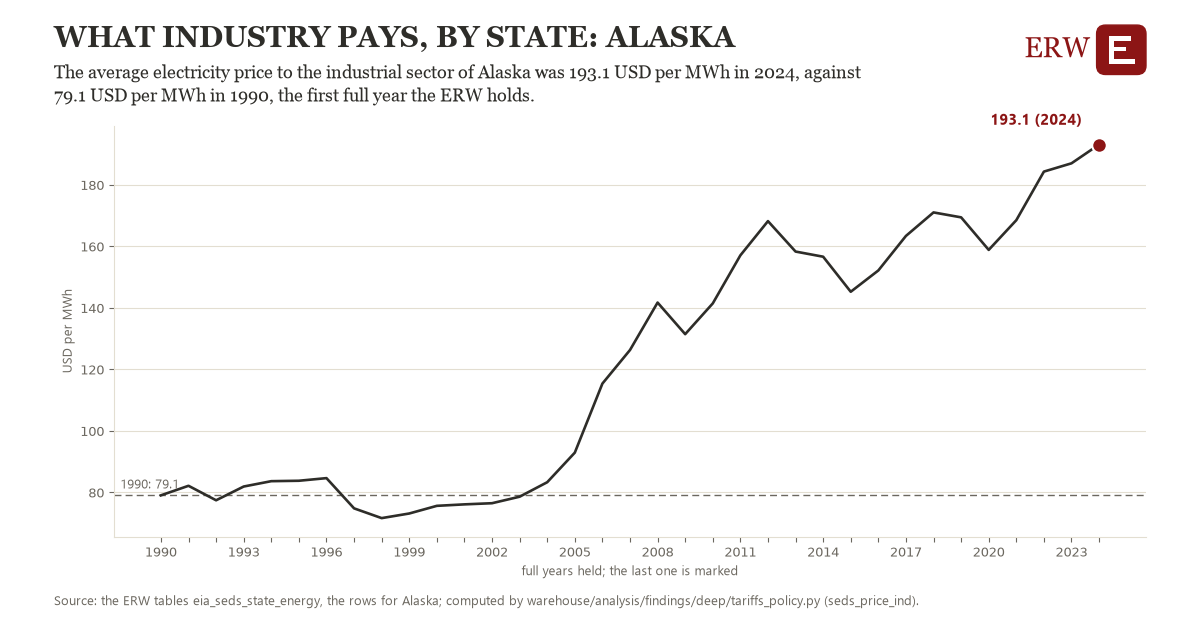 WHAT INDUSTRY PAYS, BY STATE: ALASKA
ERW E
The average electricity price to the industrial sector of Alaska was 193.1 USD per MWh in 2024, against
79.1 USD per MWh in 1990, the first full year the ERW holds.
193.1 (2024)
180
160
140
120
100
80
USD per MWh
1990: 79.1
1990 1993 1996 1999 2002 2005 2008 2011 2014 2017 2020 2023
full years held; the last one is marked
Source: the ERW tables eia_seds_state_energy, the rows for Alaska; computed by warehouse/analysis/findings/deep/tariffs_policy.py (seds_price_ind).